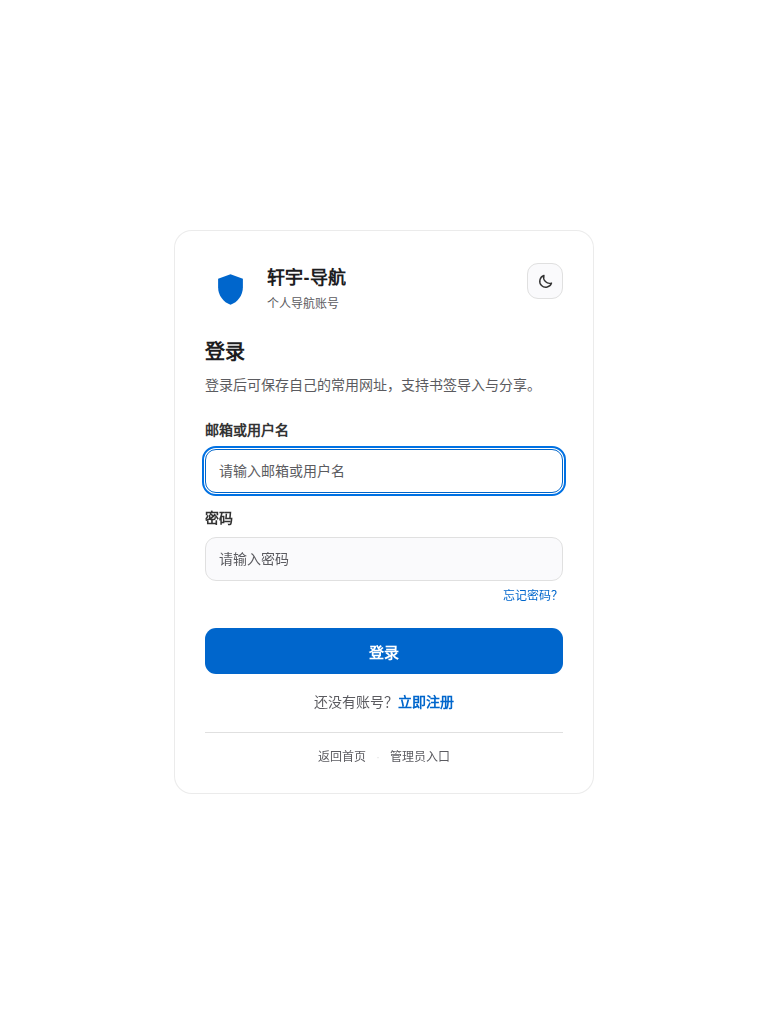 轩宇-导航
个人导航账号
登录
登录后可保存自己的常用网址，支持书签导入与分享。
邮箱或用户名
请输入邮箱或用户名
密码
请输入密码
忘记密码？
登录
还没有账号？立即注册
返回首页 · 管理员入口